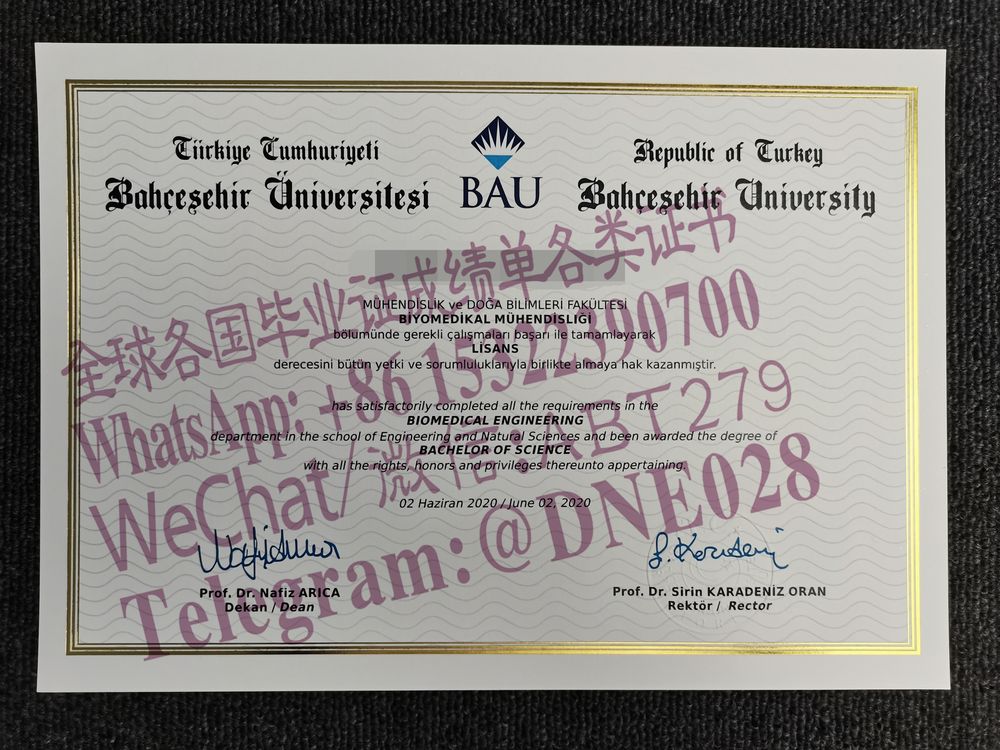 Türkiye Cumhuriyeti
Bahçeşehir Üniversitesi
BAU
Republic of Turkey
Bahçeşehir University
MÜHENDİSLİK ve DOĞA BİLİMLERİ FAKÜLTESİ
BİYOMEDİKAL MÜHENDİSLİĞİ
bölümünde gerekli çalışmaları başarı ile tamamlayarak
LİSANS
derecesini bütün yetki ve sorumluluklarıyla birlikte almaya hak kazanmıştır.
has satisfactorily completed all the requirements in the
BIOMEDICAL ENGINEERING
department in the school of Engineering and Natural Sciences and been awarded the degree of
BACHELOR OF SCIENCE
with all the rights, honors and privileges thereunto appertaining.
02 Haziran 2020 / June 02, 2020
Prof. Dr. Nafiz ARICA
Dekan / Dean
Prof. Dr. Sirin KARADENİZ ORAN
Rektör / Rector
全球各国毕业证成绩单各类证书
WhatsApp: +86 15322390700
WeChat/微信:ABT279
Telegram:@DNE028